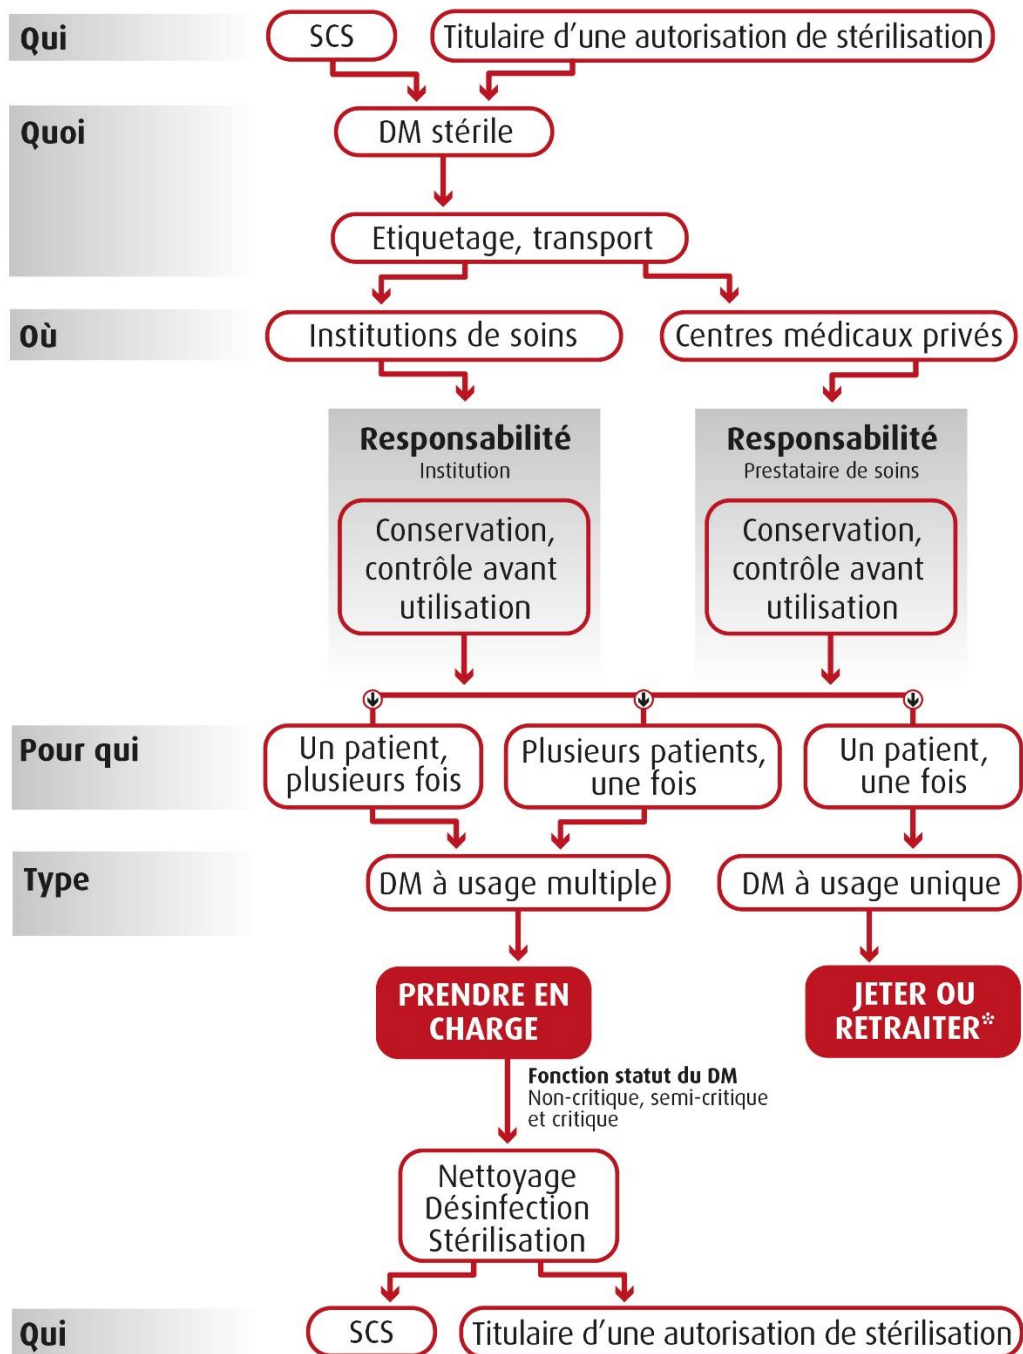 Qui
SCS
Titulaire d'une autorisation de stérilisation
Quoi
DM stérile
Etiquetage, transport
Où
Institutions de soins
Centres médicaux privés
Responsabilité
Institution
Conservation,
contrôle avant
utilisation
Responsabilité
Prestataire de soins
Conservation,
contrôle avant
utilisation
Pour qui
Un patient,
plusieurs fois
Plusieurs patients,
une fois
Un patient,
une fois
Type
DM à usage multiple
DM à usage unique
PRENDRE EN
CHARGE
JETER OU
RETRAITER*
Fonction statut du DM
Non-critique, semi-critique
et critique
Nettoyage
Désinfection
Stérilisation
Qui
SCS
Titulaire d'une autorisation de stérilisation